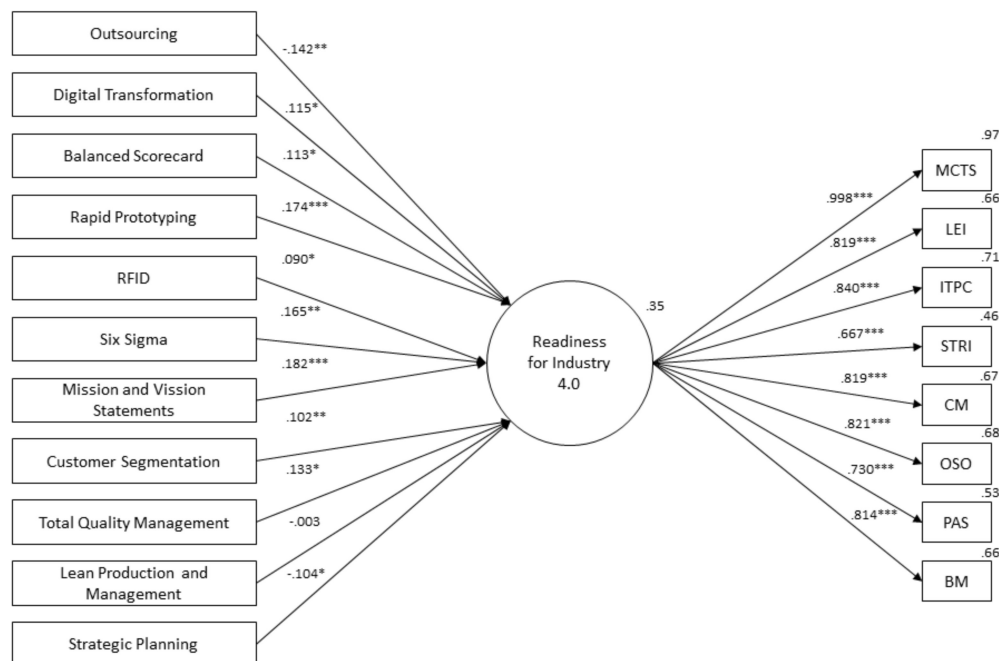 Outsourcing
Digital Transformation
Balanced Scorecard
Rapid Prototyping
RFID
Six Sigma
Mission and Vission
Statements
Customer Segmentation
Total Quality Management
Lean Production and
Management
Strategic Planning
-.142**
.115*
.113*
.174***
.090*
.165**
.182***
.102**
.133*
-.003
-.104*
Readiness
for Industry
4.0
.35
.998***
.819***
.840***
.667***
.819***
.821***
.730***
.814***
.97
MCTS
.66
LEI
.71
ITPC
.46
STRI
.67
CM
.68
OSO
.53
PAS
.66
BM